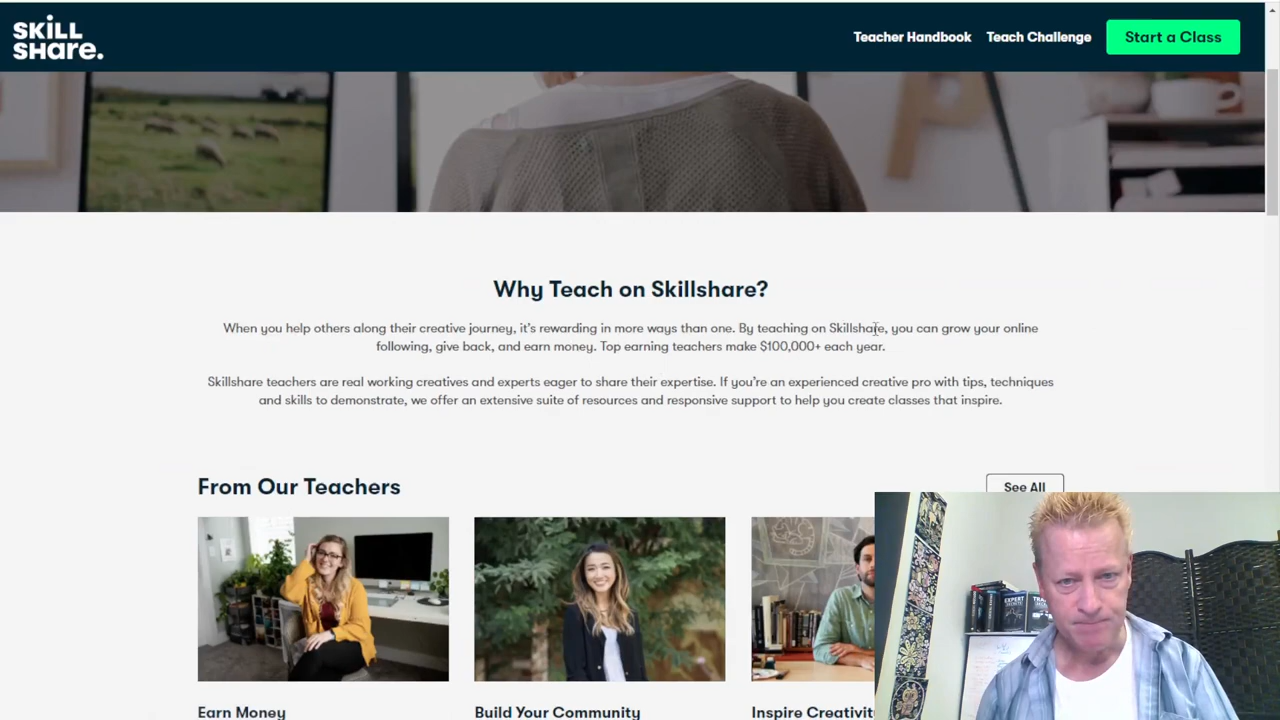 SKILL
SHARE.
Teacher Handbook
Teach Challenge
Start a Class
Why Teach on Skillshare?
When you help others along their creative journey, it's rewarding in more ways than one. By teaching on Skillshare, you can grow your online
following, give back, and earn money. Top earning teachers make $100,000+ each year.
Skillshare teachers are real working creatives and experts eager to share their expertise. If you're an experienced creative pro with tips, techniques
and skills to demonstrate, we offer an extensive suite of resources and responsive support to help you create classes that inspire.
From Our Teachers
See All
Earn Money
Build Your Community
Inspire Creativit
EXPERT